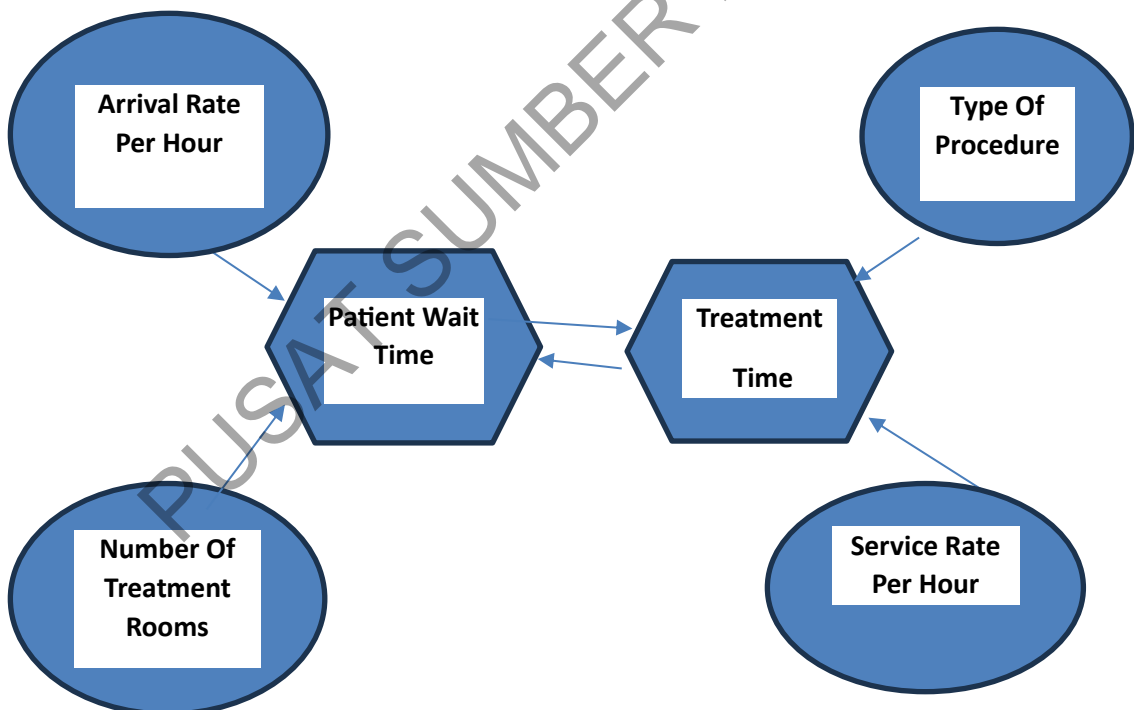 Arrival Rate
Per Hour
Type Of
Procedure
Patient Wait
Time
Treatment
Time
Number Of
Treatment
Rooms
Service Rate
Per Hour
PUSAT SUMBER